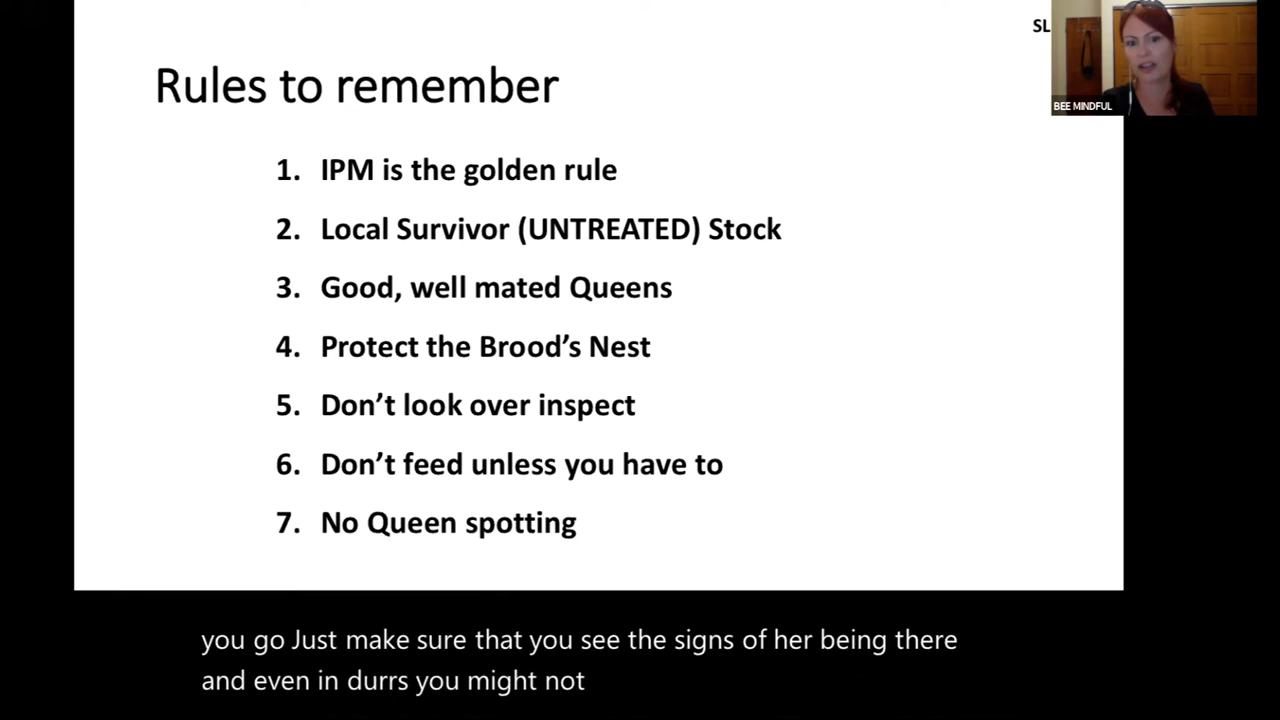 SL
Rules to remember
BEE MINDFUL
1. IPM is the golden rule
2. Local Survivor (UNTREATED) Stock
3. Good, well mated Queens
4. Protect the Brood’s Nest
5. Don’t look over inspect
6. Don’t feed unless you have to
7. No Queen spotting
you go Just make sure that you see the signs of her being there
and even in durrs you might not